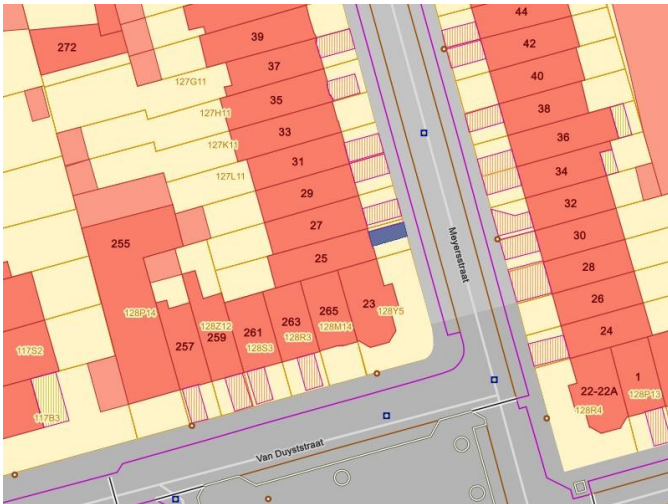 44
39
42
272
37
40
127G11
35
38
127H11
33
36
127K11
31
34
127L11
29
32
27
Meyersstraat
30
255
25
28
128P14
23
128Y5
26
265
128M14
263
128R3
24
128Z12
259
261
128S3
257
117S2
1
22-22A
128P13
128R4
117B3
Van Duyststraat